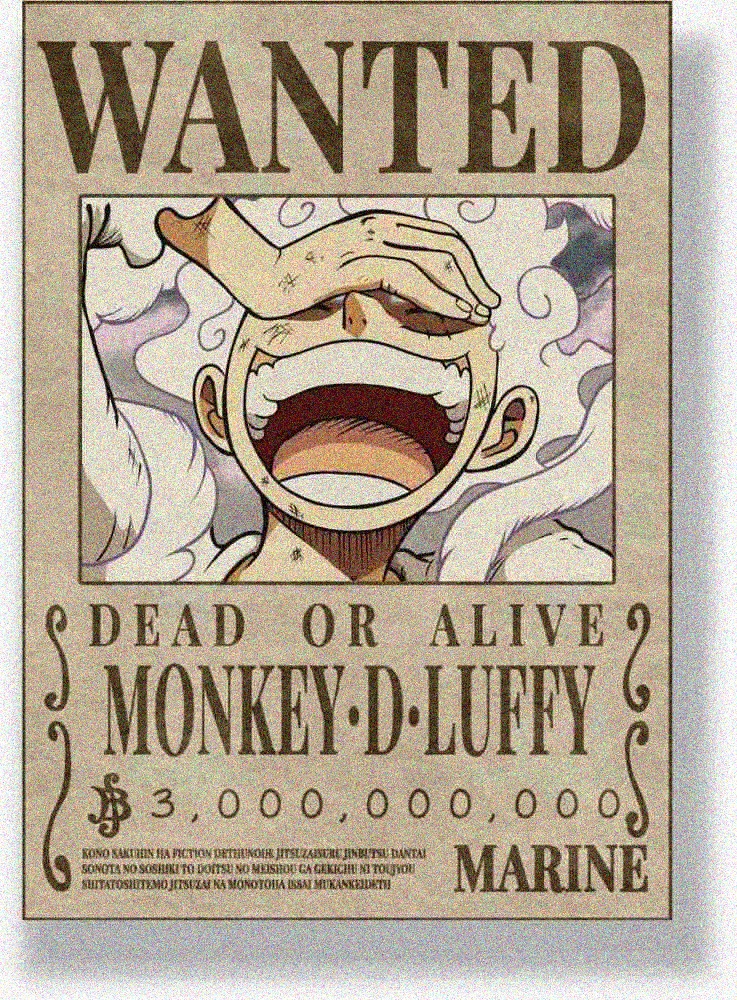 WANTED
DEAD OR ALIVE
MONKEY•D•LUFFY
฿ 3,000,000,000
KONO SAKUHIN HA FICTION DETHUNODE JITSUZAISURU JINBUTSU DANTAI
SONOTA NO SOSHIKI TO DOITSU NO MEISHOU GA GEKICHU NI TOUJYOU
SHITATOSHITEMO JITSUZAI NA MONOTOHA ISSAI MUKANKEIDETH
MARINE